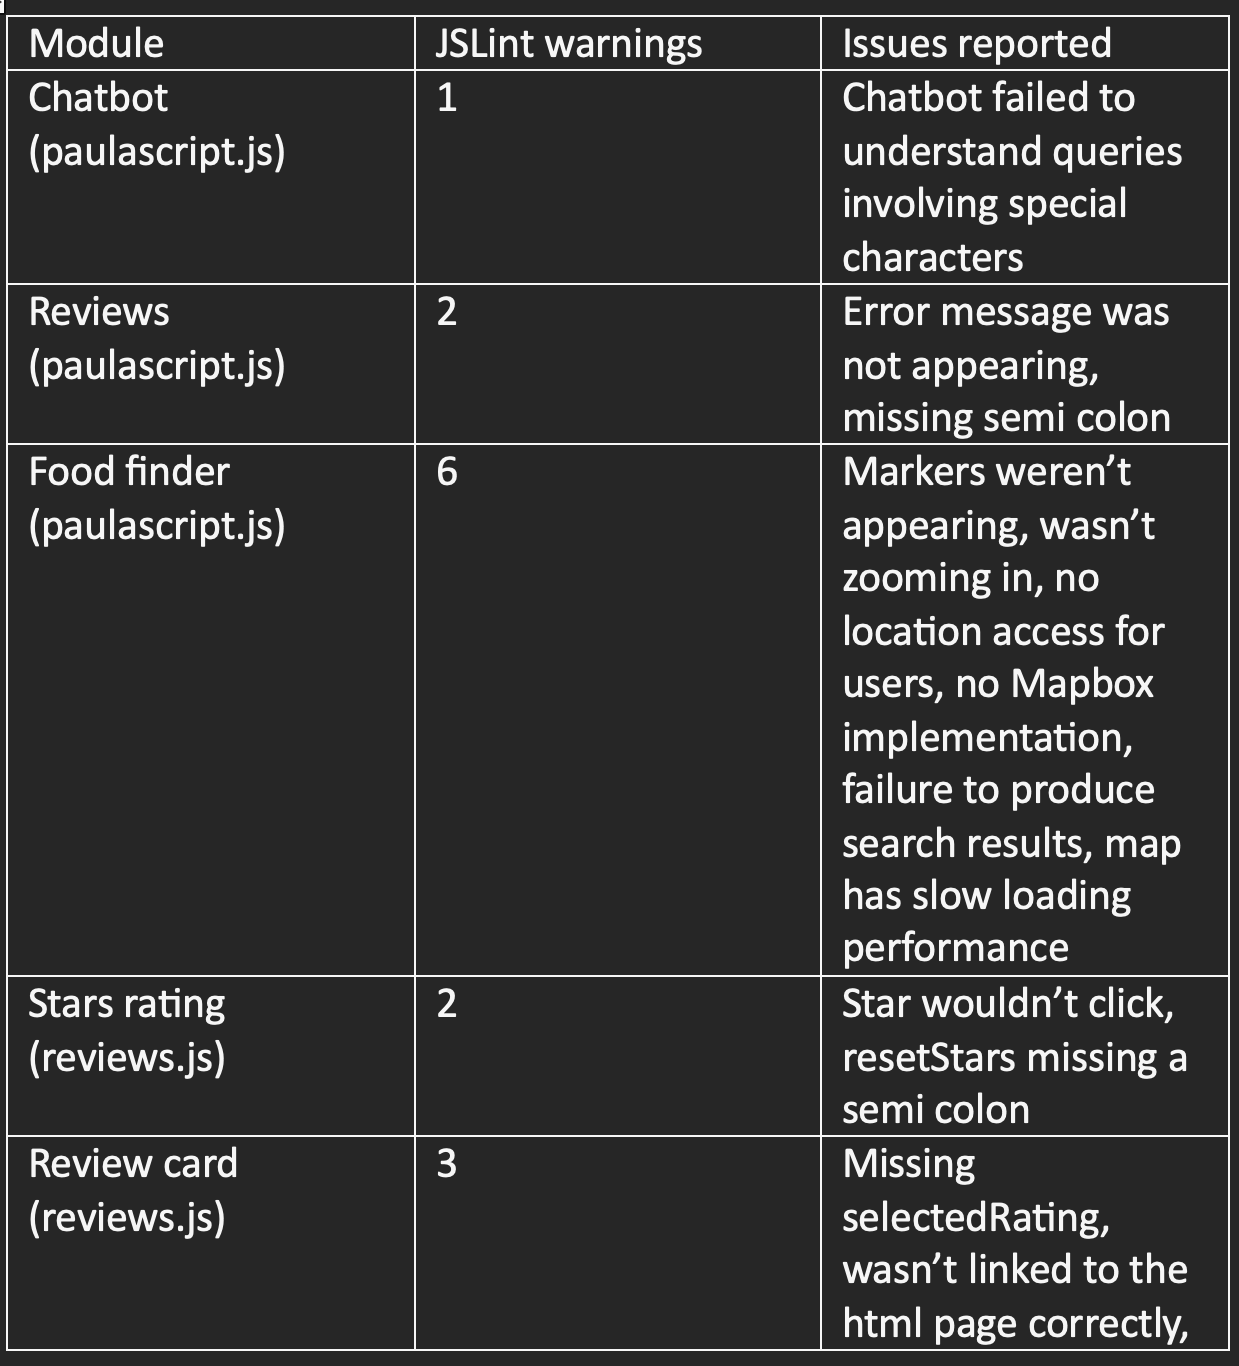 Module
JSLint warnings
Issues reported
Chatbot
(paulascript.js)
1
Chatbot failed to
understand queries
involving special
characters
Reviews
(paulascript.js)
2
Error message was
not appearing,
missing semi colon
Food finder
(paulascript.js)
6
Markers weren’t
appearing, wasn’t
zooming in, no
location access for
users, no Mapbox
implementation,
failure to produce
search results, map
has slow loading
performance
Stars rating
(reviews.js)
2
Star wouldn’t click,
resetStars missing a
semi colon
Review card
(reviews.js)
3
Missing
selectedRating,
wasn’t linked to the
html page correctly,